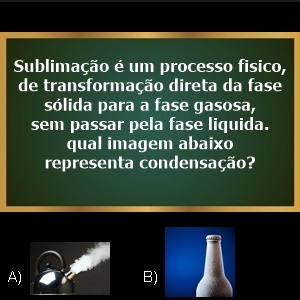 Sublimação é um processo fisico,
de transformação direta da fase
sólida para a fase gasosa,
sem passar pela fase liquida.
qual imagem abaixo
representa condensação?
A)
B)